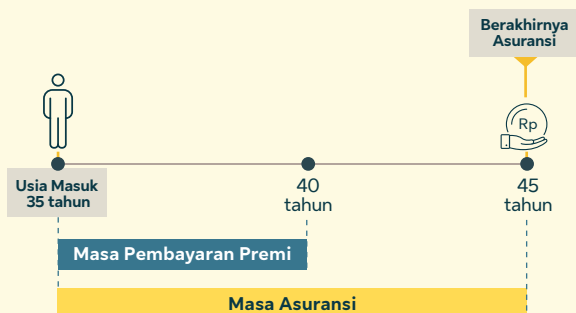 Berakhirnya
Asuransi
Rp
Usia Masuk
35 tahun
40
tahun
45
tahun
Masa Pembayaran Premi
Masa Asuransi